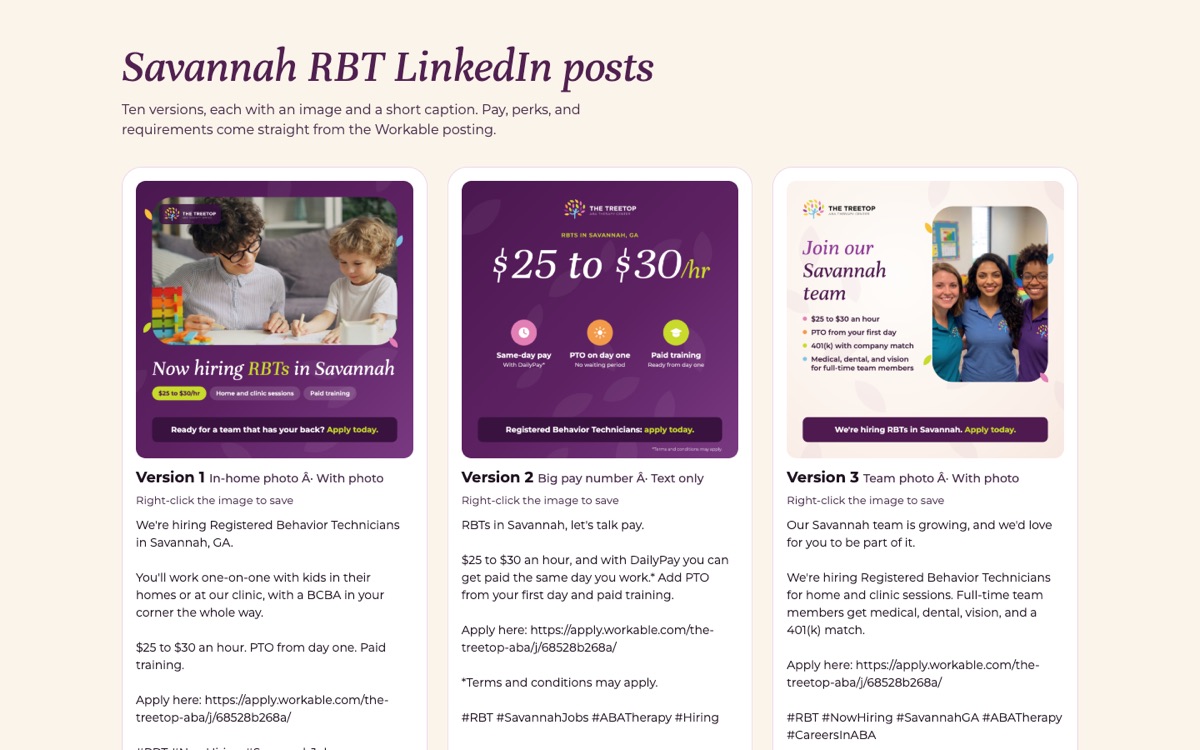 Savannah RBT LinkedIn posts
Ten versions, each with an image and a short caption. Pay, perks, and
requirements come straight from the Workable posting.
THE TREETOP
ABA THERAPY CENTER
Now hiring RBTs in Savannah
$25 to $30/hr
Home and clinic sessions
Paid training
Ready for a team that has your back? Apply today.
Version 1 In-home photo Â· With photo
Right-click the image to save
We're hiring Registered Behavior Technicians
in Savannah, GA.
You'll work one-on-one with kids in their
homes or at our clinic, with a BCBA in your
corner the whole way.
$25 to $30 an hour. PTO from day one. Paid
training.
Apply here: https://apply.workable.com/the-
treetop-aba/j/68528b268a/
#RBT #NowHiring #SavannahJobs
THE TREETOP
ABA THERAPY CENTER
RBTS IN SAVANNAH, GA
$25 to $30/hr
Same-day pay
With DailyPay*
PTO on day one
No waiting period
Paid training
Ready from day one
Registered Behavior Technicians: apply today.
*Terms and conditions may apply.
Version 2 Big pay number Â· Text only
Right-click the image to save
RBTs in Savannah, let's talk pay.
$25 to $30 an hour, and with DailyPay you can
get paid the same day you work.* Add PTO
from your first day and paid training.
Apply here: https://apply.workable.com/the-
treetop-aba/j/68528b268a/
*Terms and conditions may apply.
#RBT #SavannahJobs #ABATherapy #Hiring
THE TREETOP
ABA THERAPY CENTER
Join our
Savannah
team
$25 to $30 an hour
PTO from your first day
401(k) with company match
Medical, dental, and vision
for full-time team members
We're hiring RBTs in Savannah. Apply today.
Version 3 Team photo Â· With photo
Right-click the image to save
Our Savannah team is growing, and we'd love
for you to be part of it.
We're hiring Registered Behavior Technicians
for home and clinic sessions. Full-time team
members get medical, dental, vision, and a
401(k) match.
Apply here: https://apply.workable.com/the-
treetop-aba/j/68528b268a/
#RBT #NowHiring #SavannahGA #ABATherapy
#CareersInABA